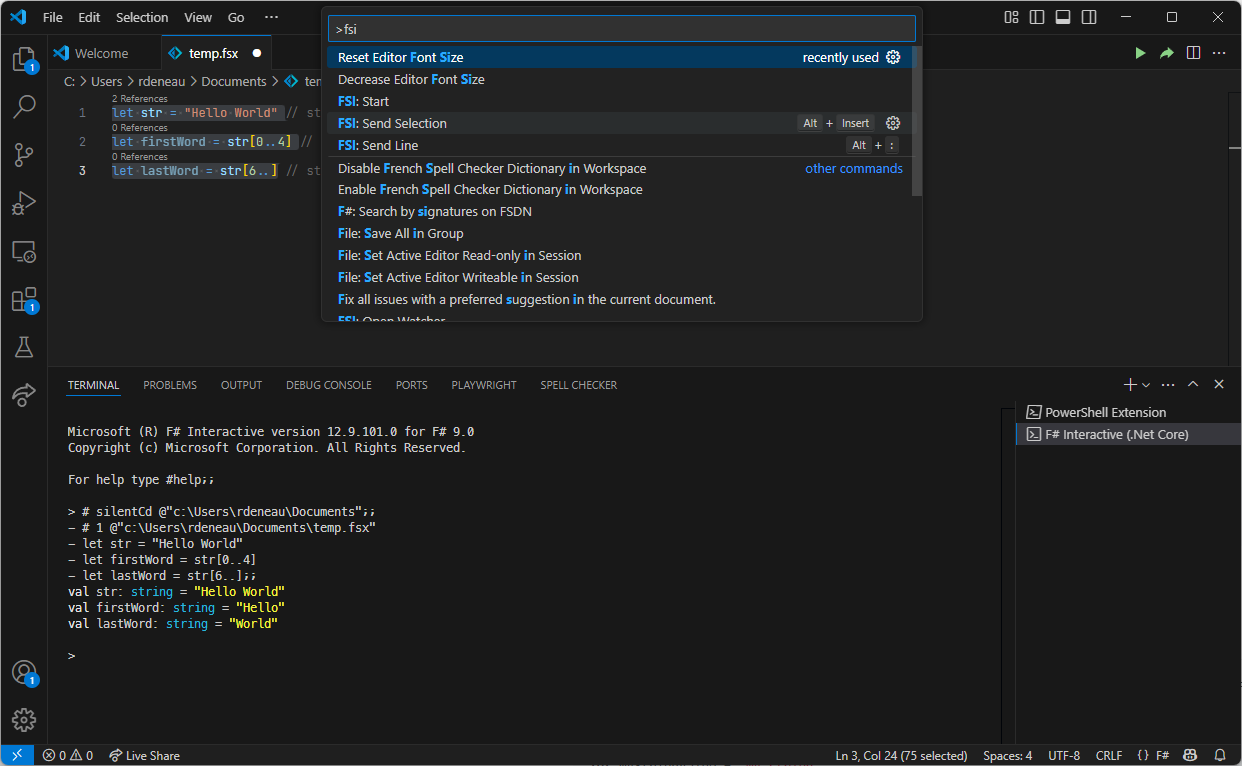 File Edit Selection View Go ···
>fsi
Reset Editor Font Size recently used
Decrease Editor Font Size
FSI: Start
FSI: Send Selection Alt + Insert
FSI: Send Line Alt + :
Disable French Spell Checker Dictionary in Workspace other commands
Enable French Spell Checker Dictionary in Workspace
F#: Search by signatures on FSDN
File: Save All in Group
File: Set Active Editor Read-only in Session
File: Set Active Editor Writeable in Session
Fix all issues with a preferred suggestion in the current document.
FSI: Open Watcher
Welcome temp.fsx
C: > Users > rdeneau > Documents >
2 References
1 let str = "Hello World" // st
0 References
2 let firstWord = str[0..4] //
0 References
3 let lastWord = str[6..] // st
1
1
1
TERMINAL PROBLEMS OUTPUT DEBUG CONSOLE PORTS PLAYWRIGHT SPELL CHECKER
PowerShell Extension
F# Interactive (.Net Core)
Microsoft (R) F# Interactive version 12.9.101.0 for F# 9.0
Copyright (c) Microsoft Corporation. All Rights Reserved.
For help type #help;;
> # silentCd @"c:\Users\rdeneau\Documents";;
- # 1 @"c:\Users\rdeneau\Documents\temp.fsx"
- let str = "Hello World"
- let firstWord = str[0..4]
- let lastWord = str[6..];;
val str: string = "Hello World"
val firstWord: string = "Hello"
val lastWord: string = "World"
>
0 0 Live Share Ln 3, Col 24 (75 selected) Spaces: 4 UTF-8 CRLF {} F#